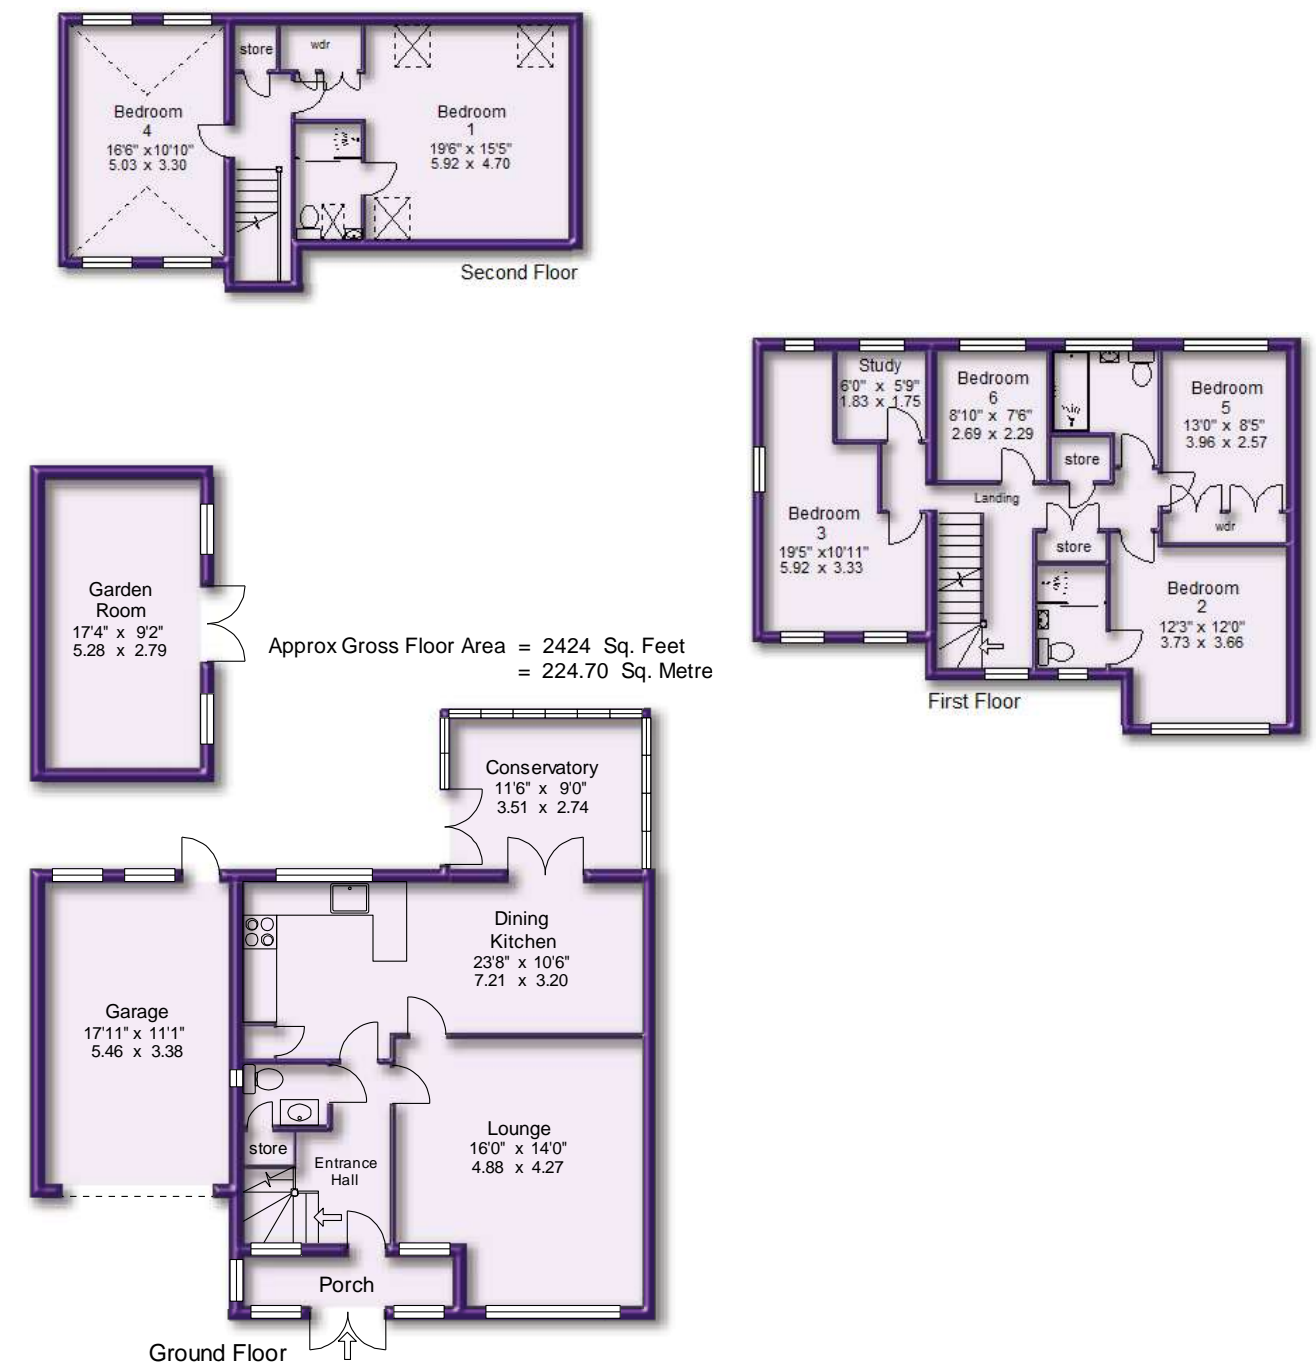 store
wdr
Bedroom
4
16'6" x10'10"
5.03 x 3.30
Bedroom
1
19'6" x 15'5"
5.92 x 4.70
Second Floor
Study
6'0" x 5'9"
1.83 x 1.75
Bedroom
6
8'10" x 7'6"
2.69 x 2.29
Bedroom
5
13'0" x 8'5"
3.96 x 2.57
store
Landing
wdr
Bedroom
3
19'5" x10'11"
5.92 x 3.33
store
Bedroom
2
12'3" x 12'0"
3.73 x 3.66
First Floor
Garden
Room
17'4" x 9'2"
5.28 x 2.79
Approx Gross Floor Area = 2424 Sq. Feet
= 224.70 Sq. Metre
Conservatory
11'6" x 9'0"
3.51 x 2.74
Dining
Kitchen
23'8" x 10'6"
7.21 x 3.20
Garage
17'11" x 11'1"
5.46 x 3.38
Lounge
16'0" x 14'0"
4.88 x 4.27
store
Entrance
Hall
Porch
Ground Floor